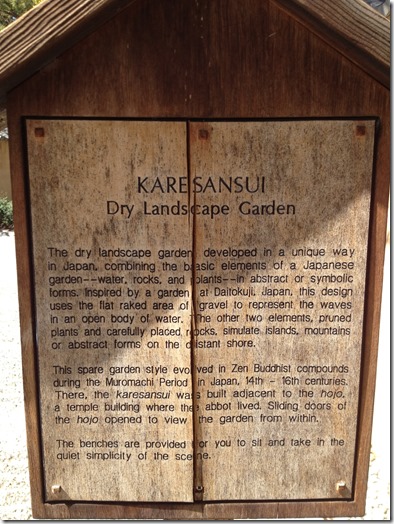 KARESANSUI
Dry Landscape Garden
The dry landscape garden developed in a unique way
in Japan, combining the basic elements of a Japanese
garden--water, rocks, and plants--in abstract or symbolic
forms. Inspired by a garden at Daitokuji, Japan, this design
uses the flat raked area of gravel to represent the waves
in an open body of water. The other two elements, pruned
plants and carefully placed rocks, simulate islands, mountains
or abstract forms on the distant shore.
This spare garden style evolved in Zen Buddhist compounds
during the Muromachi Period in Japan, 14th - 16th centuries.
There, the karesansui was built adjacent to the hojo,
a temple building where the abbot lived. Sliding doors of
the hojo opened to view the garden from within.
The benches are provided for you to sit and take in the
quiet simplicity of the scene.